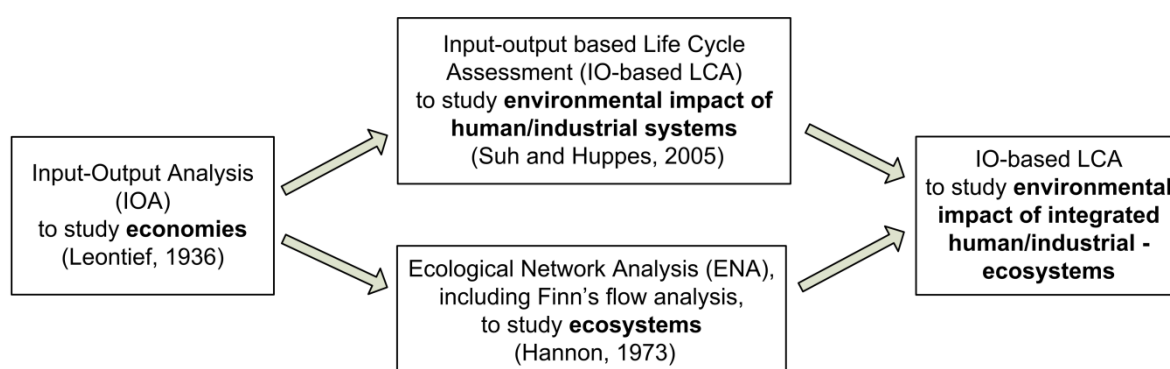 Input-Output Analysis
(IOA)
to study economies
(Leontief, 1936)
Input-output based Life Cycle
Assessment (IO-based LCA)
to study environmental impact of
human/industrial systems
(Suh and Huppes, 2005)
Ecological Network Analysis (ENA),
including Finn's flow analysis,
to study ecosystems
(Hannon, 1973)
IO-based LCA
to study environmental
impact of integrated
human/industrial -
ecosystems